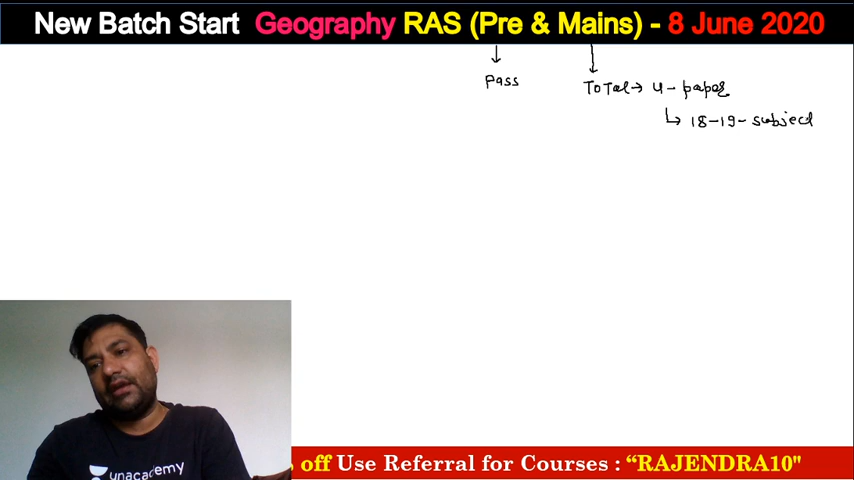 New Batch Start Geography RAS (Pre & Mains) - 8 June 2020
Pass
Total → 4 - paper
↳ 18-19 - subject
unacademy
off Use Referral for Courses : “RAJENDRA10"